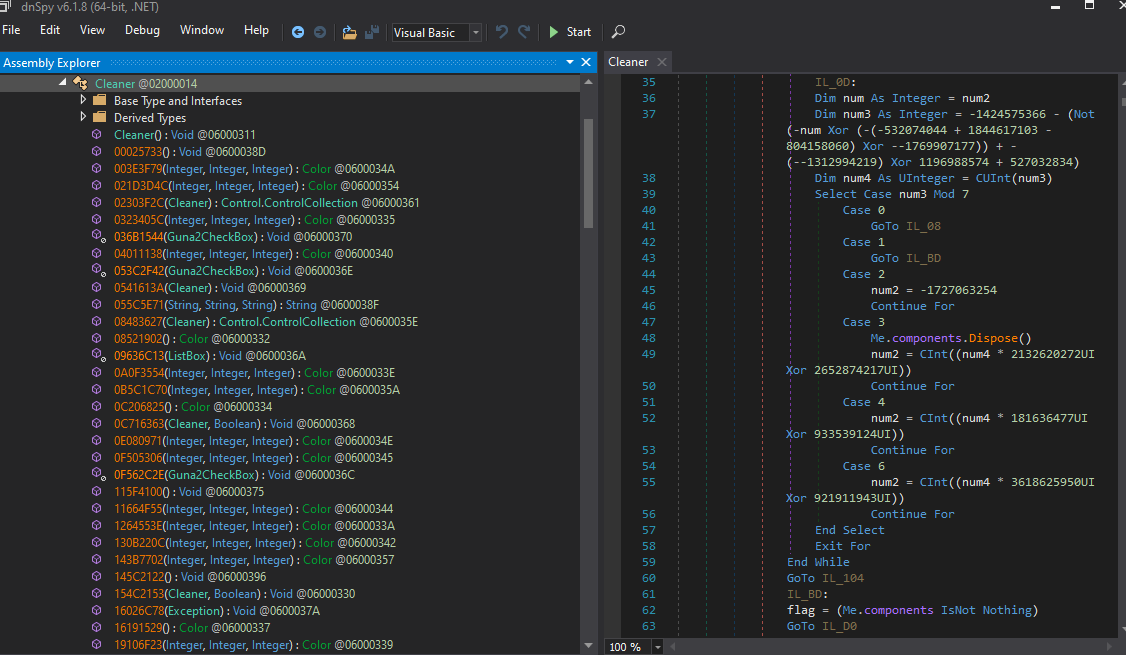 dnSpy v6.1.8 (64-bit, .NET)
File Edit View Debug Window Help Visual Basic Start
Assembly Explorer
Cleaner @02000014
Base Type and Interfaces
Derived Types
Cleaner() : Void @06000311
00025733() : Void @0600038D
003E3F79(Integer, Integer, Integer) : Color @0600034A
021D3D4C(Integer, Integer, Integer) : Color @06000354
02303F2C(Cleaner) : Control.ControlCollection @06000361
0323405C(Integer, Integer, Integer) : Color @06000335
036B1544(Guna2CheckBox) : Void @06000370
04011138(Integer, Integer, Integer) : Color @06000340
053C2F42(Guna2CheckBox) : Void @0600036E
0541613A(Cleaner) : Void @06000369
055C5E71(String, String, String) : String @0600038F
08483627(Cleaner) : Control.ControlCollection @0600035E
08521902() : Color @06000332
09636C13(ListBox) : Void @0600036A
0A0F3554(Integer, Integer, Integer) : Color @0600033E
0B5C1C70(Integer, Integer, Integer) : Color @0600035A
0C206825() : Color @06000334
0C716363(Cleaner, Boolean) : Void @06000368
0E080971(Integer, Integer, Integer) : Color @0600034E
0F505306(Integer, Integer, Integer) : Color @06000345
0F562C2E(Guna2CheckBox) : Void @0600036C
115F4100() : Void @06000375
11664F55(Integer, Integer, Integer) : Color @06000344
1264553E(Integer, Integer, Integer) : Color @0600033A
130B220C(Integer, Integer, Integer) : Color @06000342
143B7702(Integer, Integer, Integer) : Color @06000357
145C2122() : Void @06000396
154C2153(Cleaner, Boolean) : Void @06000330
16026C78(Exception) : Void @0600037A
16191529() : Color @06000337
19106F23(Integer, Integer, Integer) : Color @06000339
Cleaner
35 IL_0D:
36 Dim num As Integer = num2
37 Dim num3 As Integer = -1424575366 - (Not
(-num Xor (-(-532074044 + 1844617103 -
804158060) Xor --1769907177)) + -
(--1312994219) Xor 1196988574 + 527032834)
38 Dim num4 As UInteger = CUInt(num3)
39 Select Case num3 Mod 7
40 Case 0
41 GoTo IL_08
42 Case 1
43 GoTo IL_BD
44 Case 2
45 num2 = -1727063254
46 Continue For
47 Case 3
48 Me.components.Dispose()
49 num2 = CInt((num4 * 2132620272UI
Xor 2652874217UI))
50 Continue For
51 Case 4
52 num2 = CInt((num4 * 181636477UI
Xor 933539124UI))
53 Continue For
54 Case 6
55 num2 = CInt((num4 * 3618625950UI
Xor 921911943UI))
56 Continue For
57 End Select
58 Exit For
59 End While
60 GoTo IL_104
61 IL_BD:
62 flag = (Me.components IsNot Nothing)
63 GoTo IL_D0
100 %